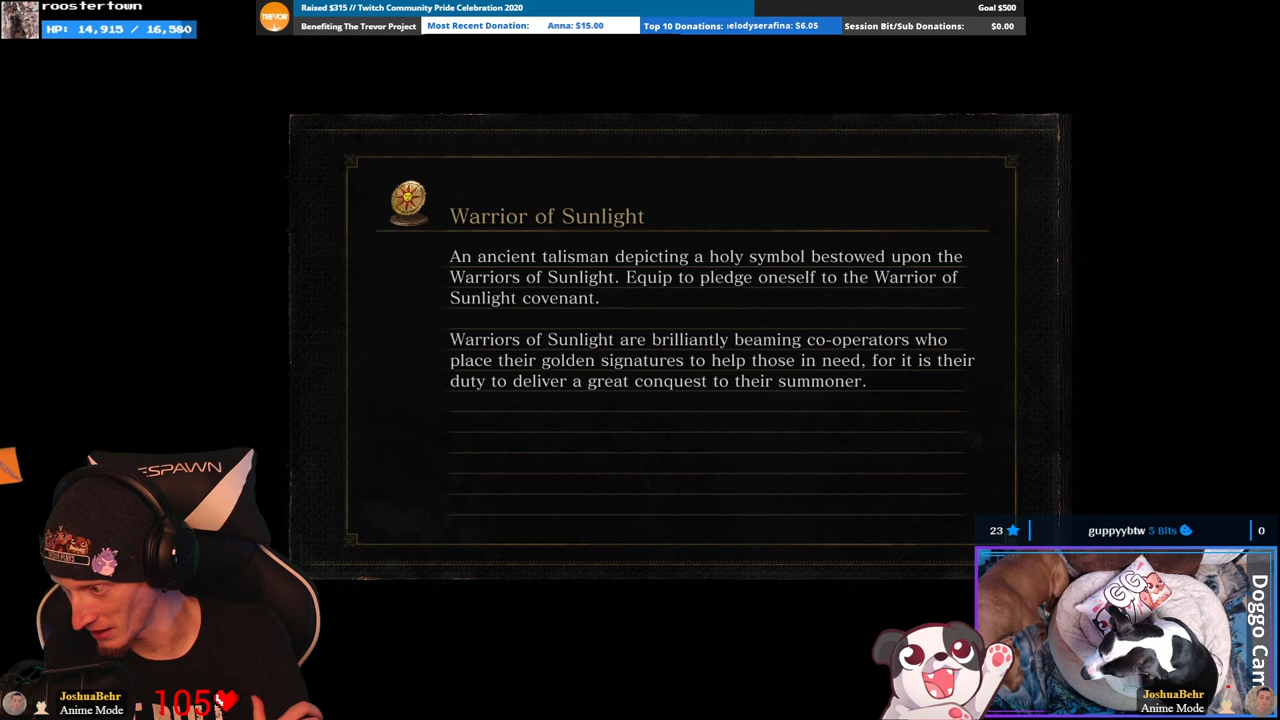 roostertown
HP: 14,915 / 16,580
Raised $315 // Twitch Community Pride Celebration 2020
Goal $500
TREVOR
Benefiting The Trevor Project
Most Recent Donation: Anna: $15.00
Top 10 Donations: elodyserafina: $6.05
Session Bit/Sub Donations: $0.00
Warrior of Sunlight
An ancient talisman depicting a holy symbol bestowed upon the
Warriors of Sunlight. Equip to pledge oneself to the Warrior of
Sunlight covenant.
Warriors of Sunlight are brilliantly beaming co-operators who
place their golden signatures to help those in need, for it is their
duty to deliver a great conquest to their summoner.
RESPAWN
23
guppyybtw 5 Bits
0
GG
Doggo Cam
JoshuaBehr
Anime Mode
105
JoshuaBehr
Anime Mode